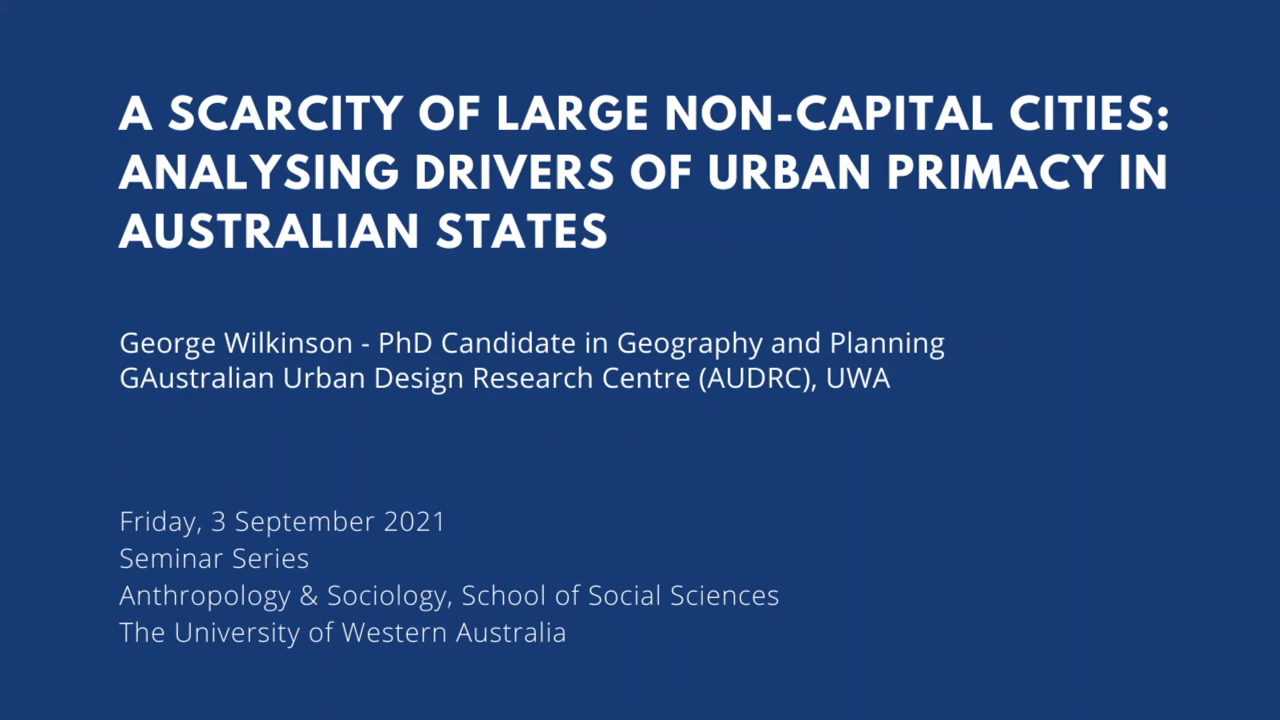 A SCARCITY OF LARGE NON-CAPITAL CITIES:
ANALYSING DRIVERS OF URBAN PRIMACY IN
AUSTRALIAN STATES
George Wilkinson - PhD Candidate in Geography and Planning
GAustralian Urban Design Research Centre (AUDRC), UWA
Friday, 3 September 2021
Seminar Series
Anthropology & Sociology, School of Social Sciences
The University of Western Australia